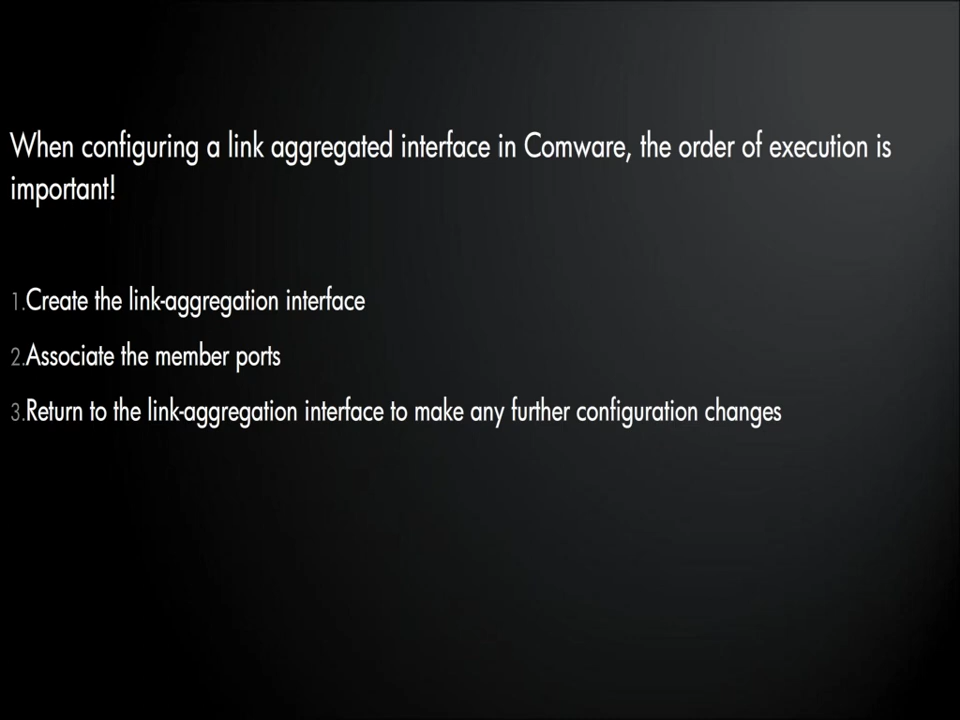 When configuring a link aggregated interface in Comware, the order of execution is
important!
1.Create the link-aggregation interface
2.Associate the member ports
3.Return to the link-aggregation interface to make any further configuration changes